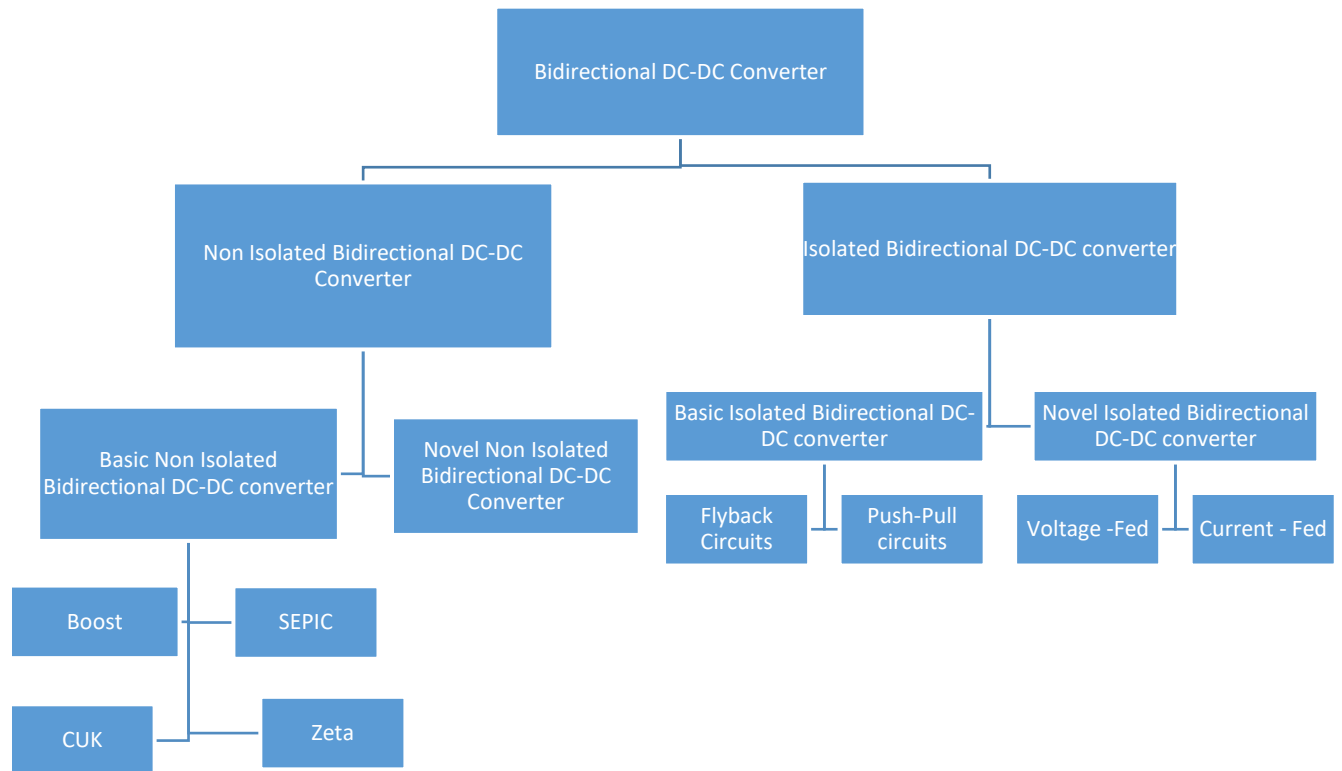 Bidirectional DC-DC Converter
Non Isolated Bidirectional DC-DC
Converter
Isolated Bidirectional DC-DC converter
Basic Non Isolated
Bidirectional DC-DC converter
Novel Non Isolated
Bidirectional DC-DC
Converter
Basic Isolated Bidirectional DC-
DC converter
Novel Isolated Bidirectional
DC-DC converter
Flyback
Circuits
Push-Pull
circuits
Voltage -Fed
Current - Fed
Boost
SEPIC
CUK
Zeta